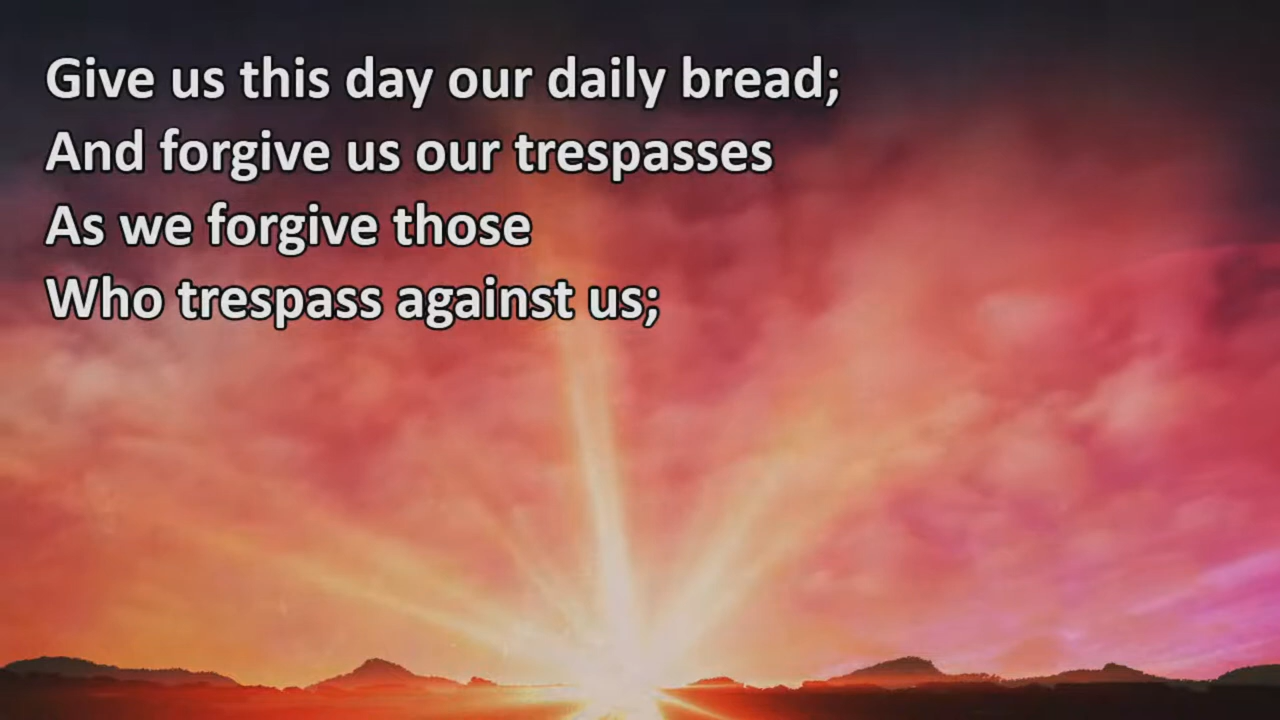 Give us this day our daily bread;
And forgive us our trespasses
As we forgive those
Who trespass against us;